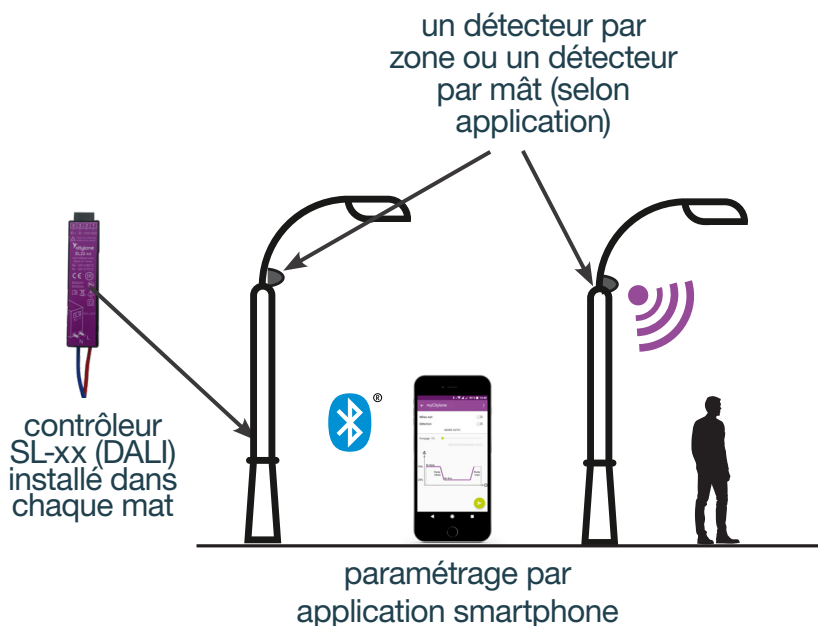 un détecteur par
zone ou un détecteur
par mât (selon
application)
citylone
®
contrôleur
SL-xx (DALI)
installé dans
chaque mat
N L
paramétrage par
application smartphone